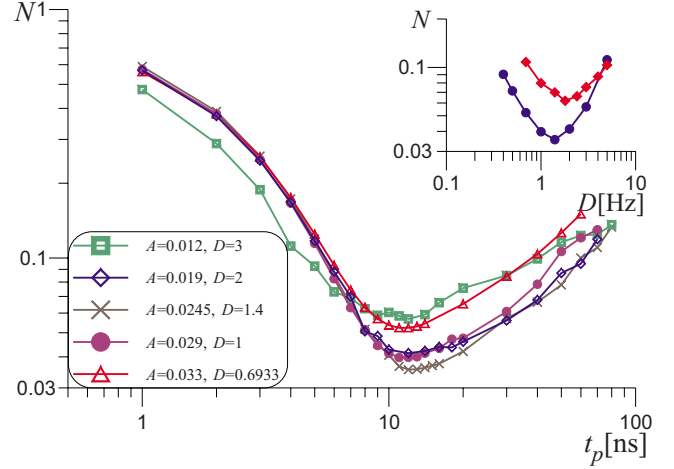 N 1
0.1
0.03
1
10
100
t_p[ns]
A=0.012, D=3
A=0.019, D=2
A=0.0245, D=1.4
A=0.029, D=1
A=0.033, D=0.6933
N
0.1
0.03
0.1
1
10
D[Hz]